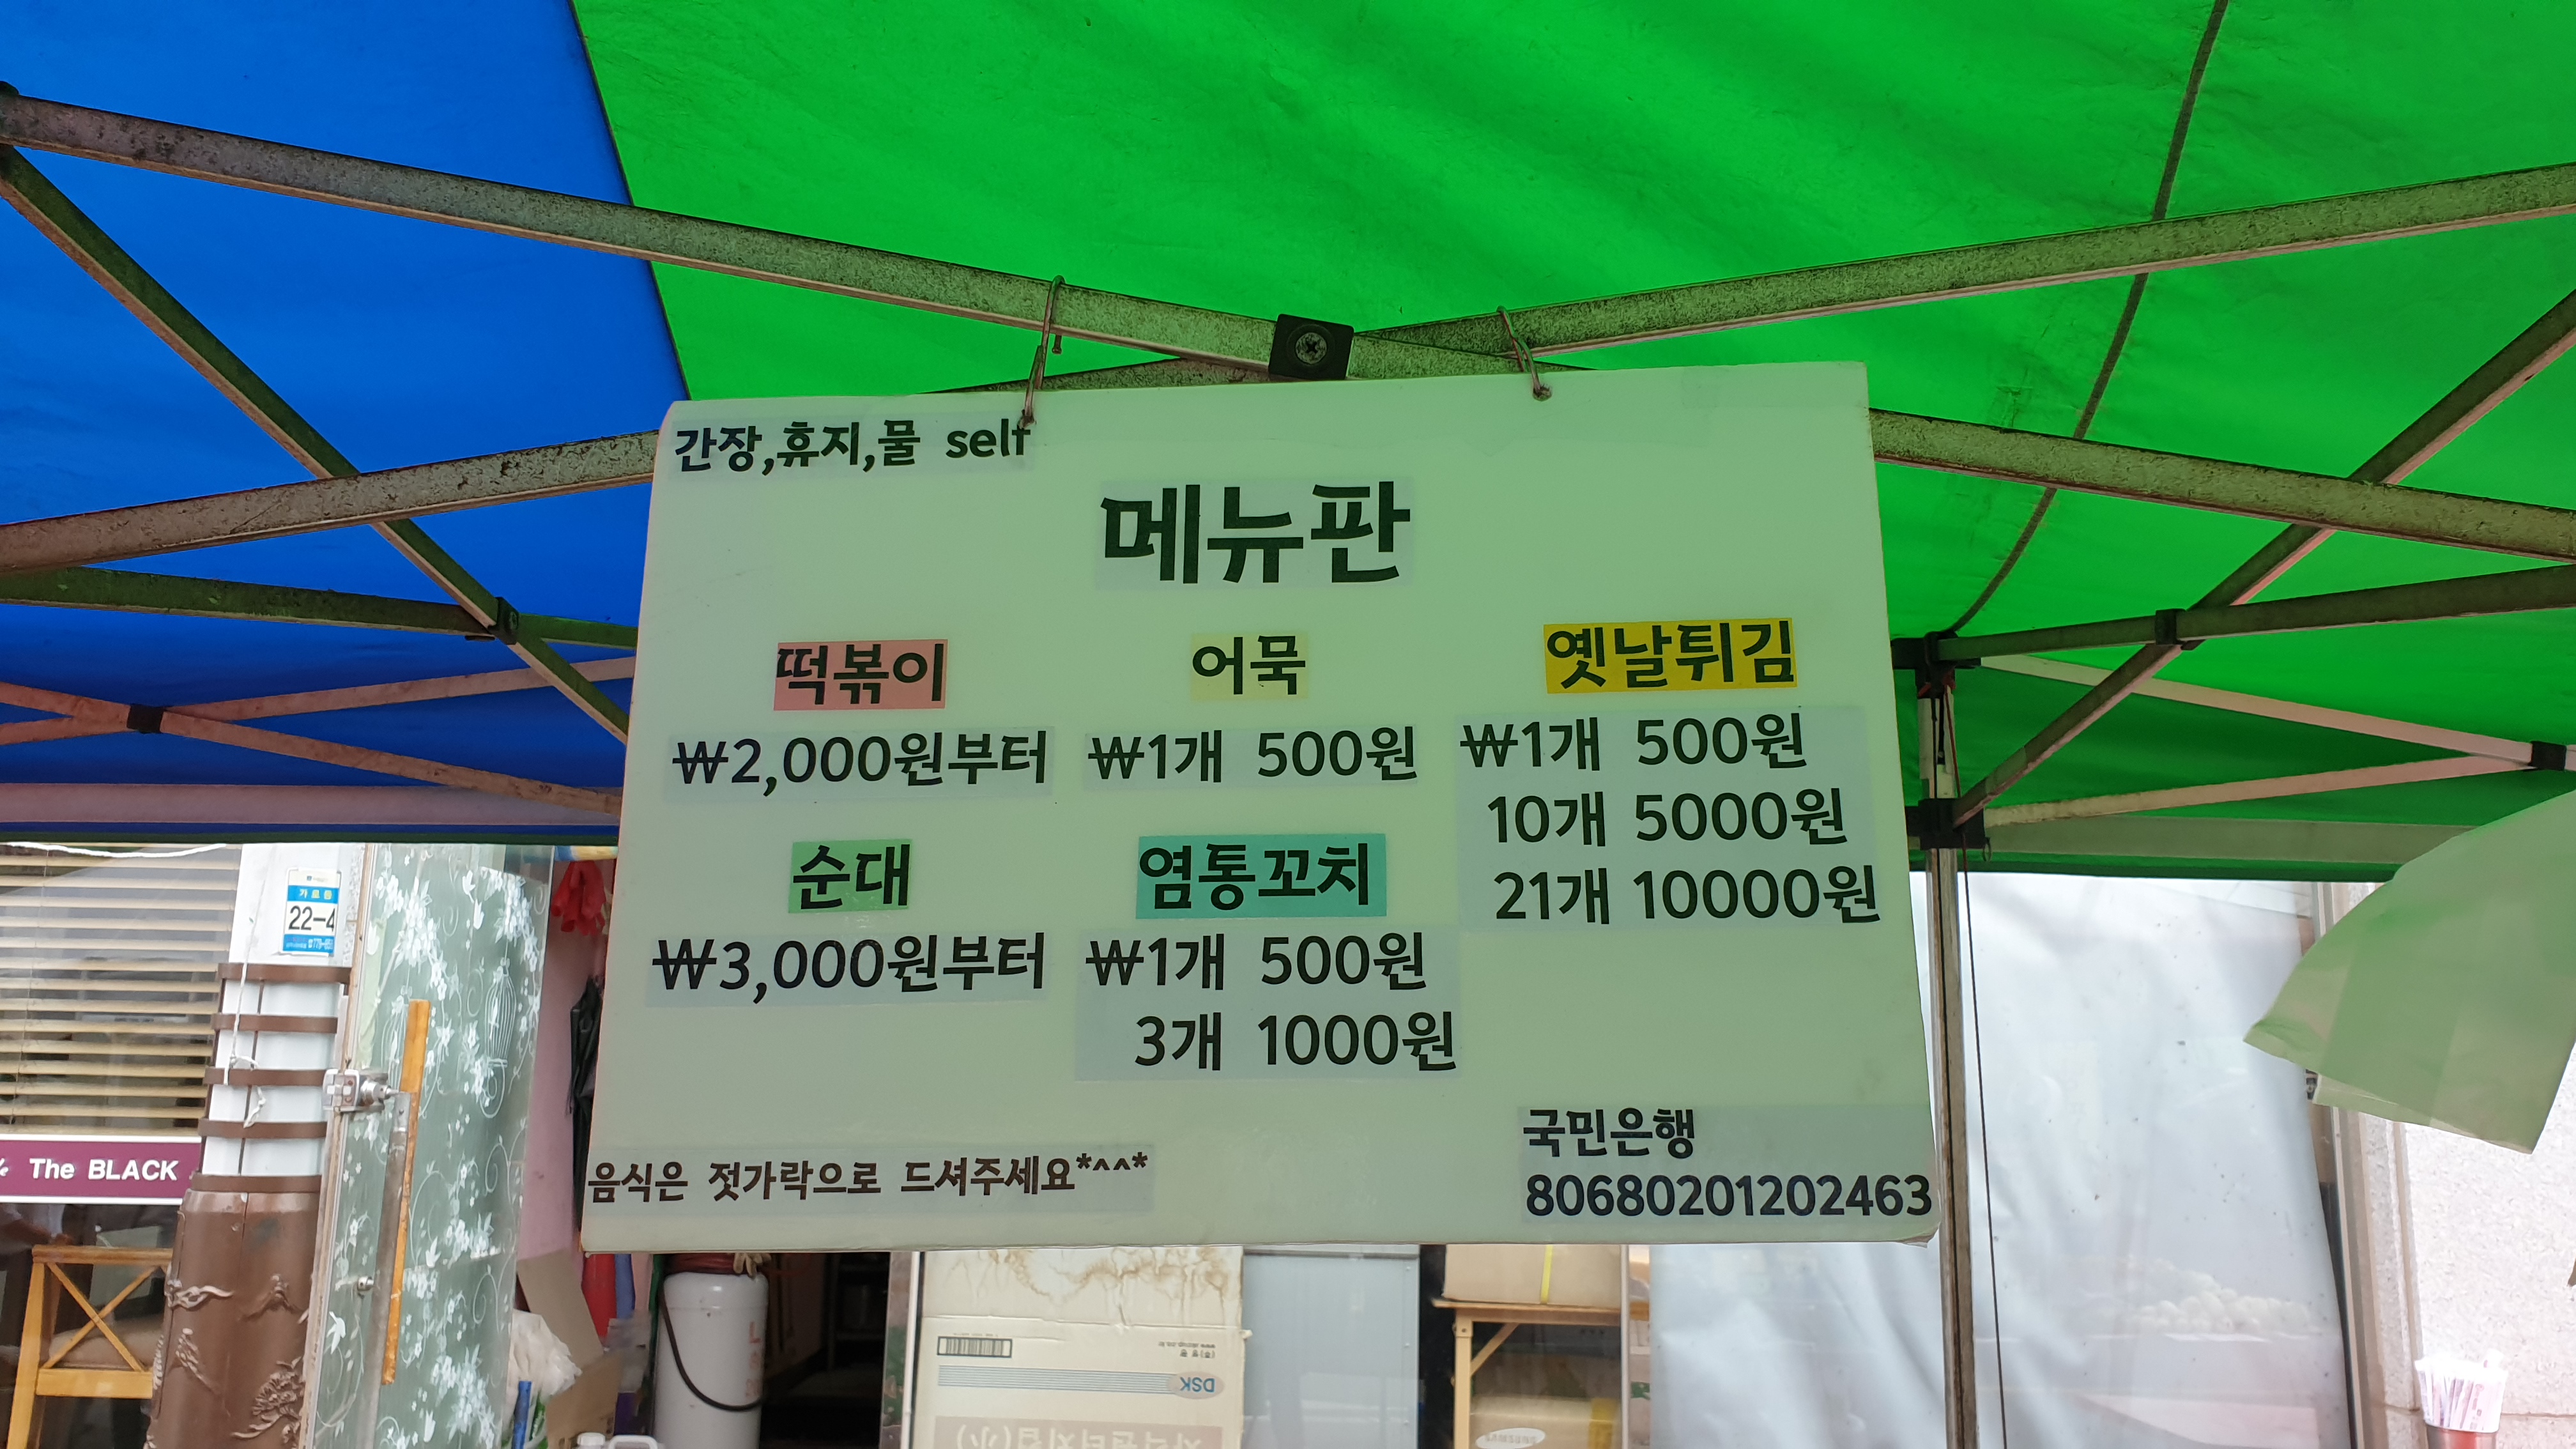 간장,휴지,물 self
메뉴판
떡볶이
₩2,000원부터
어묵
₩1개 500원
옛날튀김
₩1개 500원
10개 5000원
21개 10000원
순대
₩3,000원부터
염통꼬치
₩1개 500원
3개 1000원
음식은 젓가락으로 드셔주세요*^^*
국민은행
80680201202463
가로등
22-4
The BLACK
DSK